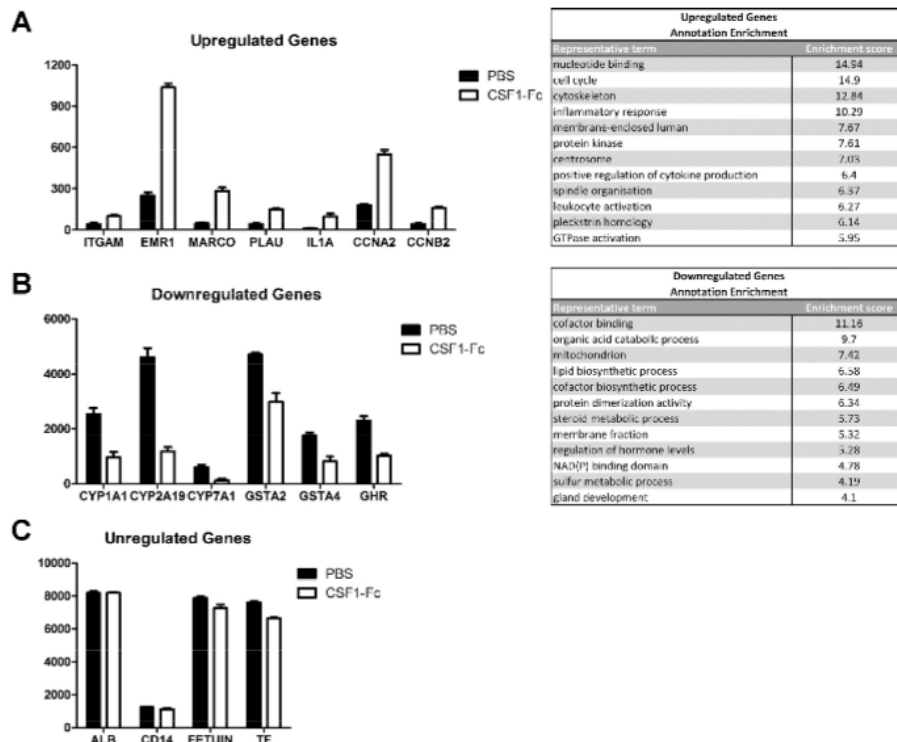 A
Upregulated Genes
1200
900
600
300
0
PBS
CSF1-Fc
ITGAM EMR1 MARCO PLAU IL1A CCNA2 CCNB2
Upregulated Genes
Annotation Enrichment
Representative term Enrichment score
nucleotide binding 14.94
cell cycle 14.9
cytoskeleton 12.84
inflammatory response 10.29
membrane-enclosed human 7.67
protein kinase 7.61
centrosome 7.03
positive regulation of cytokine production 6.4
spindle organisation 6.37
leukocyte activation 6.27
pleckstrin homology 6.14
GTPase activation 5.95
B
Downregulated Genes
6000
4000
2000
0
PBS
CSF1-Fc
CYP1A1 CYP2A19 CYP7A1 GSTA2 GSTA4 GHR
Downregulated Genes
Annotation Enrichment
Representative term Enrichment score
cofactor binding 11.16
organic acid catabolic process 9.7
mitochondrion 7.42
lipid biosynthetic process 6.58
cofactor biosynthetic process 6.49
protein dimerization activity 6.34
steroid metabolic process 5.73
membrane fraction 5.32
regulation of hormone levels 5.28
NAD(P) binding domain 4.78
sulfur metabolic process 4.19
gland development 4.1
C
Unregulated Genes
10000
8000
6000
4000
2000
0
PBS
CSF1-Fc
ALB CD14 FETUIN TF